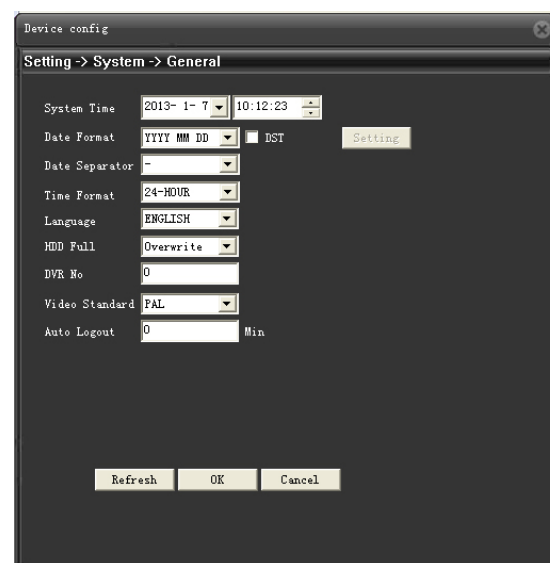 Device config
Setting -> System -> General
System Time 2013- 1- 7 10:12:23
Date Format YYYY MM DD DST Setting
Date Separator -
Time Format 24-HOUR
Language ENGLISH
HDD Full Overwrite
DVR No 0
Video Standard PAL
Auto Logout 0 Min
Refresh OK Cancel